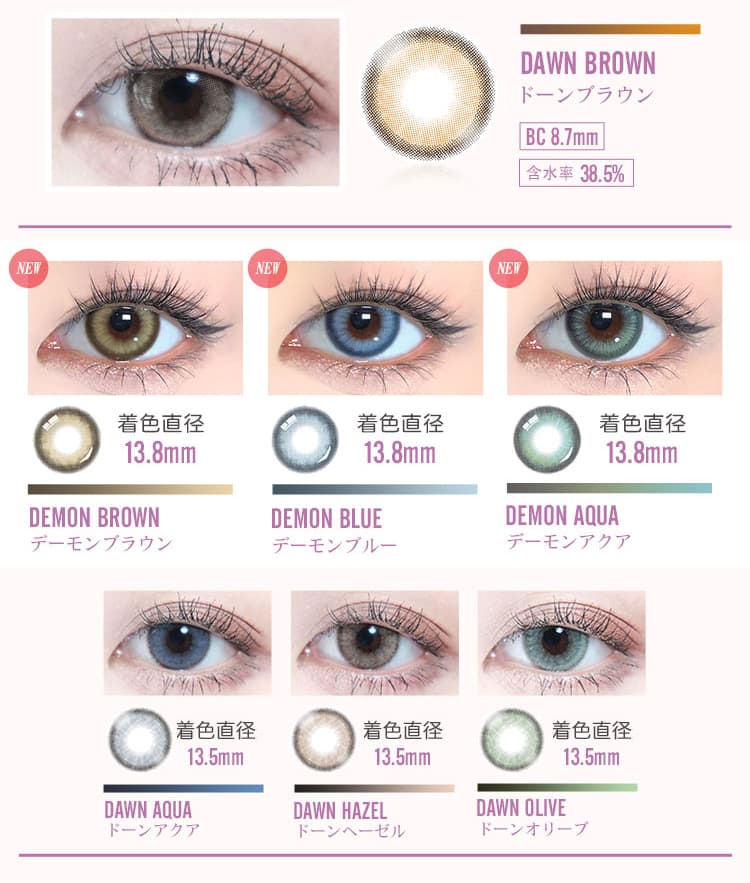 DAWN BROWN
ドーンブラウン
BC 8.7mm
含水率 38.5%
NEW
NEW
NEW
着色直径
13.8mm
着色直径
13.8mm
着色直径
13.8mm
DEMON BROWN
デーモンブラウン
DEMON BLUE
デーモンブルー
DEMON AQUA
デーモンアクア
着色直径
13.5mm
着色直径
13.5mm
着色直径
13.5mm
DAWN AQUA
ドーンアクア
DAWN HAZEL
ドーンヘーゼル
DAWN OLIVE
ドーンオリーブ